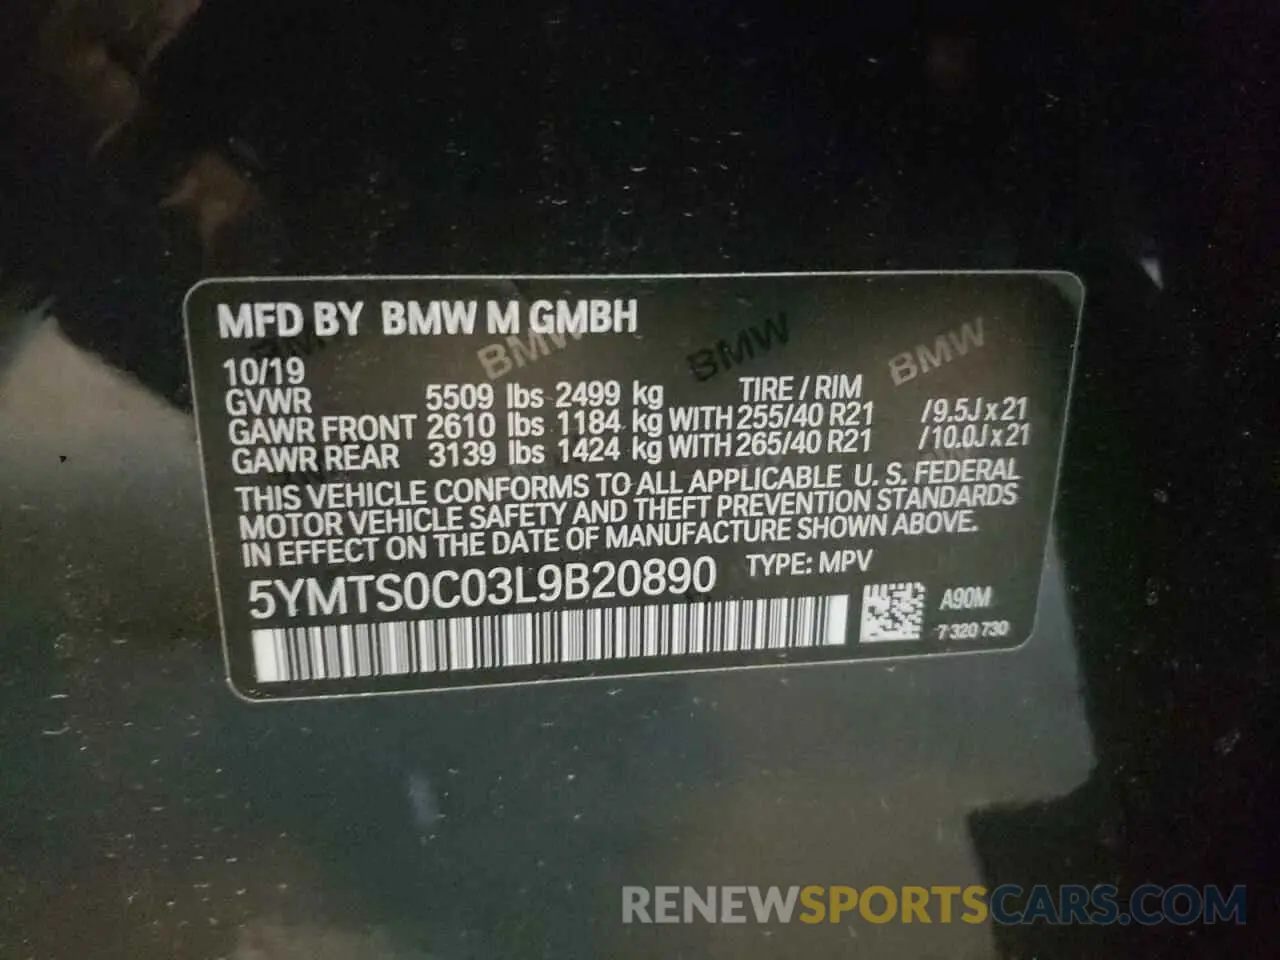 MFD BY BMW M GMBH
10/19
GVWR 5509 lbs 2499 kg TIRE / RIM
GAWR FRONT 2610 lbs 1184 kg WITH 255/40 R21 /9.5J x 21
GAWR REAR 3139 lbs 1424 kg WITH 265/40 R21 /10.0J x 21
THIS VEHICLE CONFORMS TO ALL APPLICABLE U. S. FEDERAL
MOTOR VEHICLE SAFETY AND THEFT PREVENTION STANDARDS
IN EFFECT ON THE DATE OF MANUFACTURE SHOWN ABOVE.
5YMTS0C03L9B20890 TYPE: MPV
A90M
7 320 730
BMW BMW BMW BMW
RENEWSPORTSCARS.COM